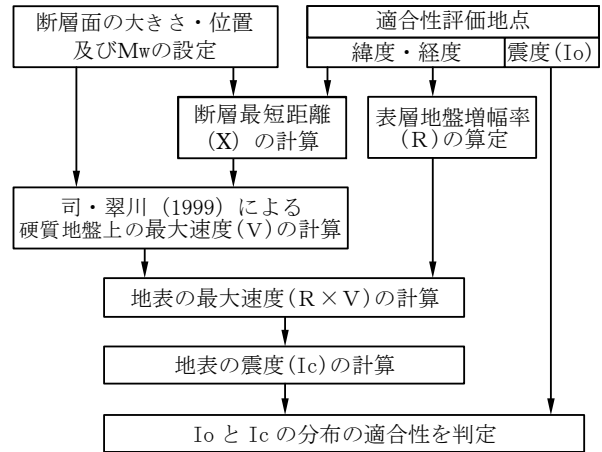 断層面の大きさ・位置
及びMwの設定
適合性評価地点
緯度・経度
震度(Io)
断層最短距離
(X) の計算
表層地盤増幅率
(R) の算定
司・翠川 (1999) による
硬質地盤上の最大速度(V)の計算
地表の最大速度(R×V)の計算
地表の震度(Ic)の計算
Io と Ic の分布の適合性を判定